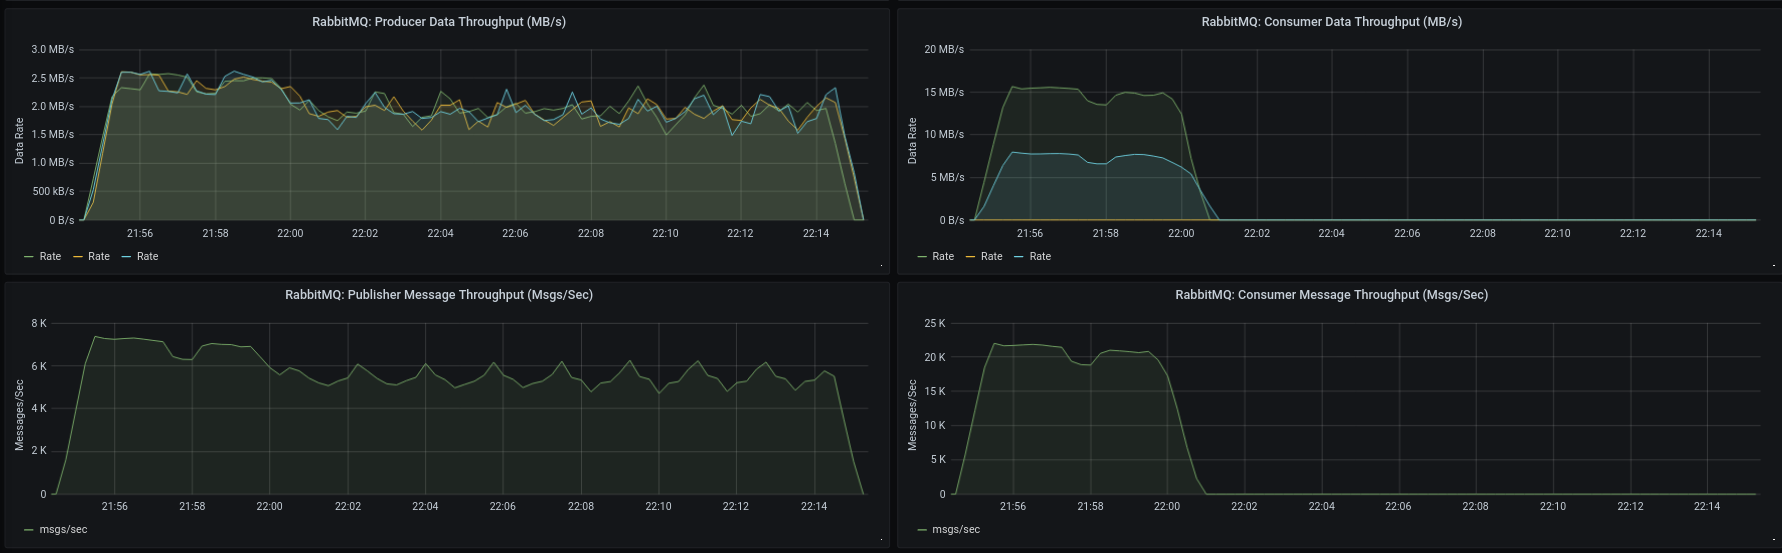 RabbitMQ: Producer Data Throughput (MB/s)
Data Rate
3.0 MB/s
2.5 MB/s
2.0 MB/s
1.5 MB/s
1.0 MB/s
500 kB/s
0 B/s
21:56 21:58 22:00 22:02 22:04 22:06 22:08 22:10 22:12 22:14
Rate Rate Rate
RabbitMQ: Consumer Data Throughput (MB/s)
Data Rate
20 MB/s
15 MB/s
10 MB/s
5 MB/s
0 B/s
21:56 21:58 22:00 22:02 22:04 22:06 22:08 22:10 22:12 22:14
Rate Rate Rate
RabbitMQ: Publisher Message Throughput (Msgs/Sec)
Messages/Sec
8 K
6 K
4 K
2 K
0
21:56 21:58 22:00 22:02 22:04 22:06 22:08 22:10 22:12 22:14
msgs/sec
RabbitMQ: Consumer Message Throughput (Msgs/Sec)
Messages/Sec
25 K
20 K
15 K
10 K
5 K
0
21:56 21:58 22:00 22:02 22:04 22:06 22:08 22:10 22:12 22:14
msgs/sec